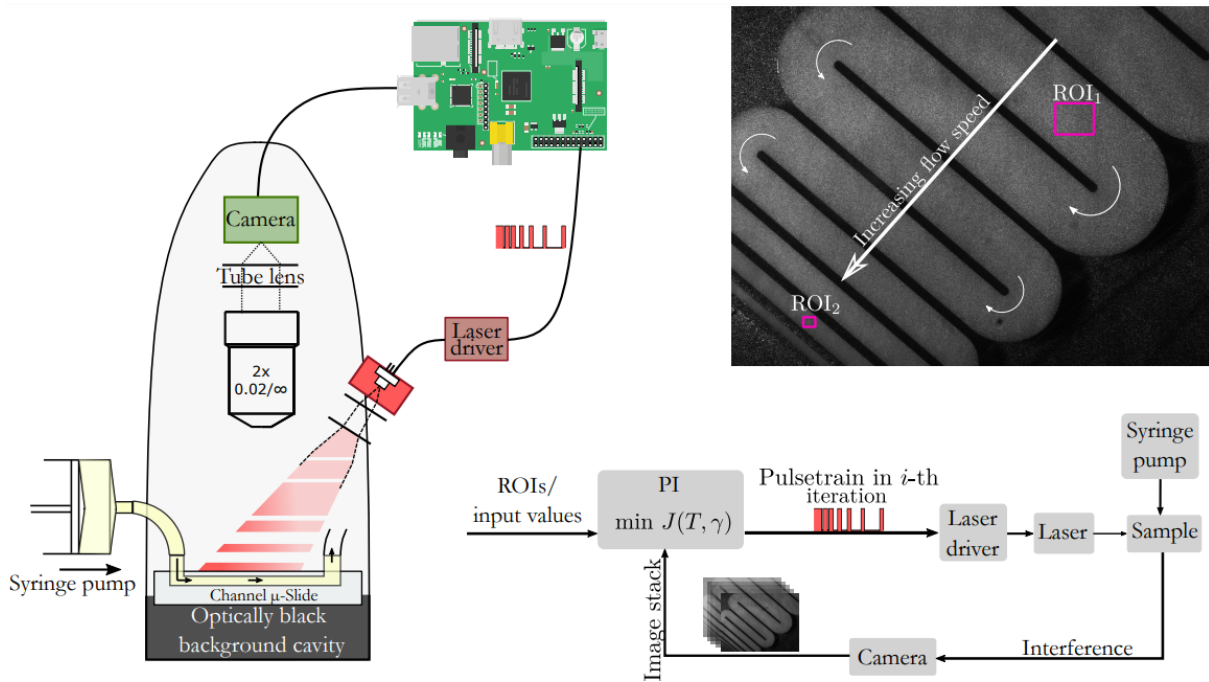 Camera
Tube lens
2x
0.02/∞
Laser
driver
Syringe pump
Channel μ-Slide
Optically black
background cavity
ROI₁
Increasing flow speed
ROI₂
ROIs/
input values
PI
min J(T, γ)
Pulsetrain in i-th
iteration
Laser
driver
Laser
Syringe
pump
Sample
Image stack
Camera
Interference